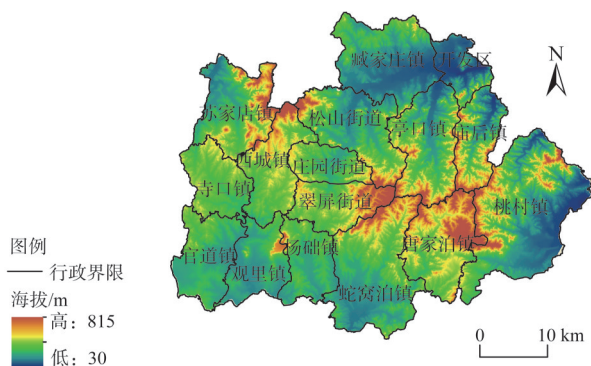 臧家庄镇
开发区
N
苏家店镇
松山街道
亭口镇
庙后镇
西城镇
庄园街道
寺口镇
翠屏街道
桃村镇
官道镇
观里镇
杨础镇
唐家泊镇
蛇窝泊镇
图例
行政界限
海拔/m
高：815
低：30
0 10 km